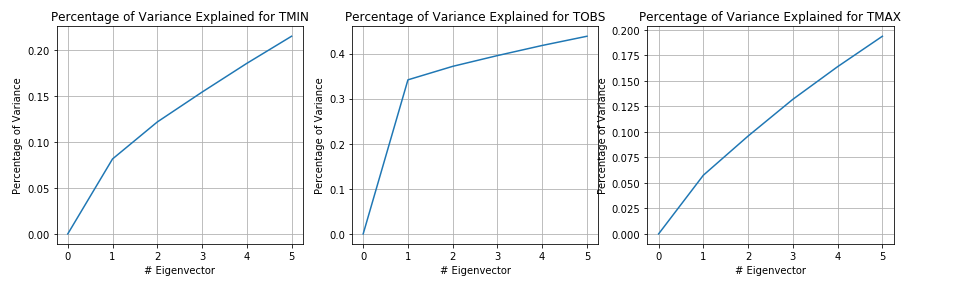 Percentage of Variance Explained for TMIN
Percentage of Variance
0.20
0.15
0.10
0.05
0.00
0 1 2 3 4 5
# Eigenvector
Percentage of Variance Explained for TOBS
Percentage of Variance
0.4
0.3
0.2
0.1
0.0
0 1 2 3 4 5
# Eigenvector
Percentage of Variance Explained for TMAX
Percentage of Variance
0.200
0.175
0.150
0.125
0.100
0.075
0.050
0.025
0.000
0 1 2 3 4 5
# Eigenvector